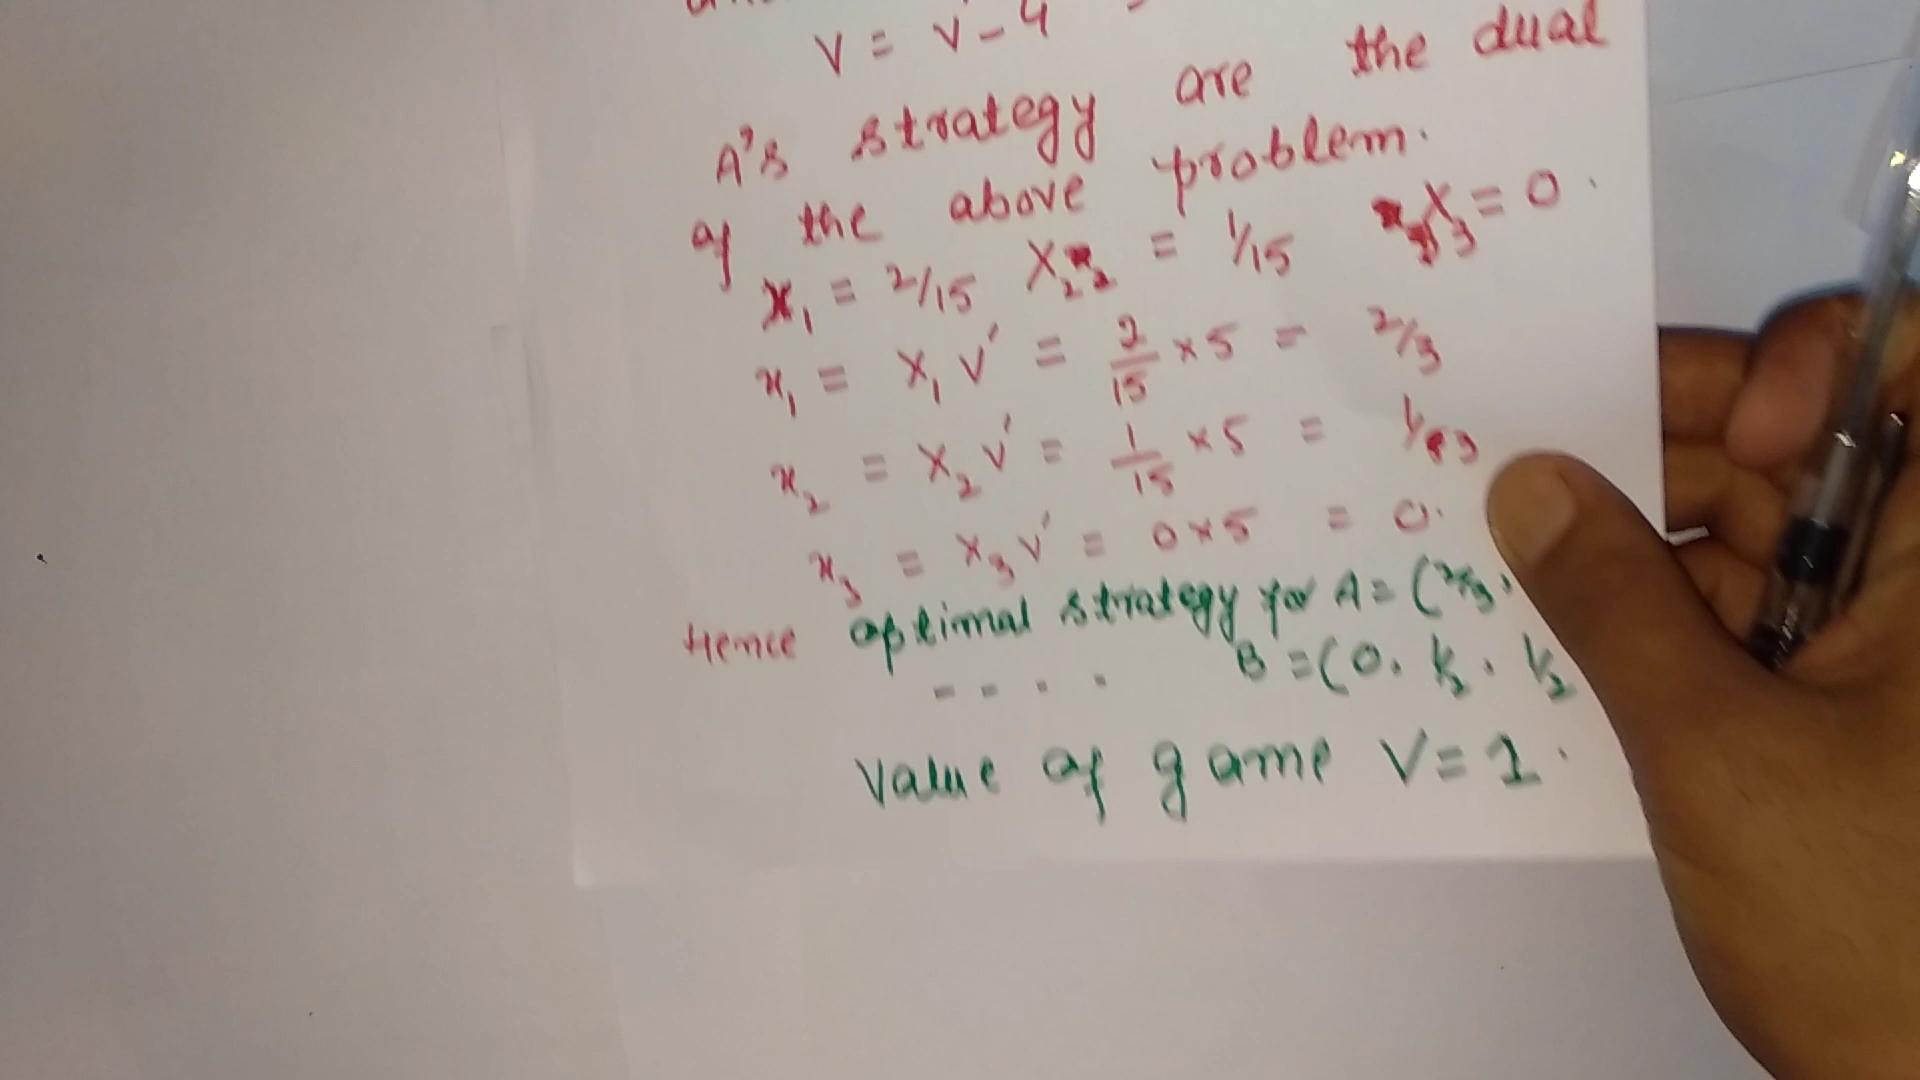 V = V' - 4
A's strategy are the dual
of the above problem.
X₁ = 2/15 X₂ = 1/15 X₃ = 0.
x₁ = X₁ V' = 2/15 × 5 = 2/3
x₂ = X₂ V' = 1/15 × 5 = 1/3
x₃ = X₃ V' = 0 × 5 = 0.
Hence optimal strategy for A = (2/3,
- - - - B = (0, 1/2, 1/2
Value of game V = 1.